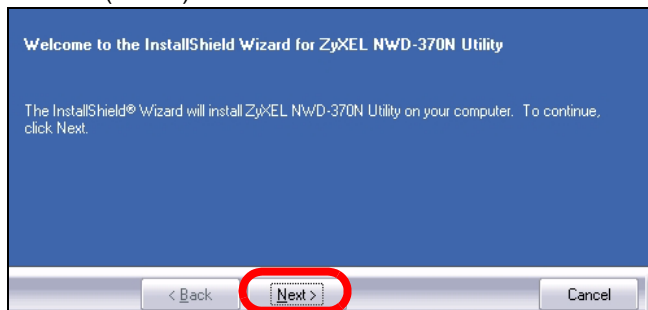 Welcome to the InstallShield Wizard for ZyXEL NWD-370N Utility
The InstallShield® Wizard will install ZyXEL NWD-370N Utility on your computer. To continue,
click Next.
< Back Next > Cancel